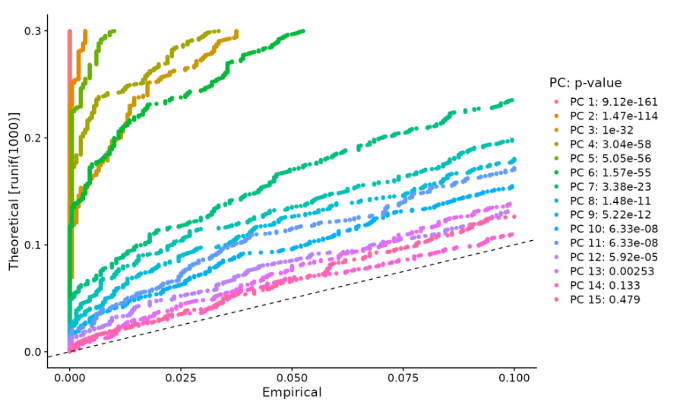 0.3
0.2
0.1
0.0
Theoretical [runif(1000)]
0.000 0.025 0.050 0.075 0.100
Empirical
PC: p-value
PC 1: 9.12e-161
PC 2: 1.47e-114
PC 3: 1e-32
PC 4: 3.04e-58
PC 5: 5.05e-56
PC 6: 1.57e-55
PC 7: 3.38e-23
PC 8: 1.48e-11
PC 9: 5.22e-12
PC 10: 6.33e-08
PC 11: 6.33e-08
PC 12: 5.92e-05
PC 13: 0.00253
PC 14: 0.133
PC 15: 0.479